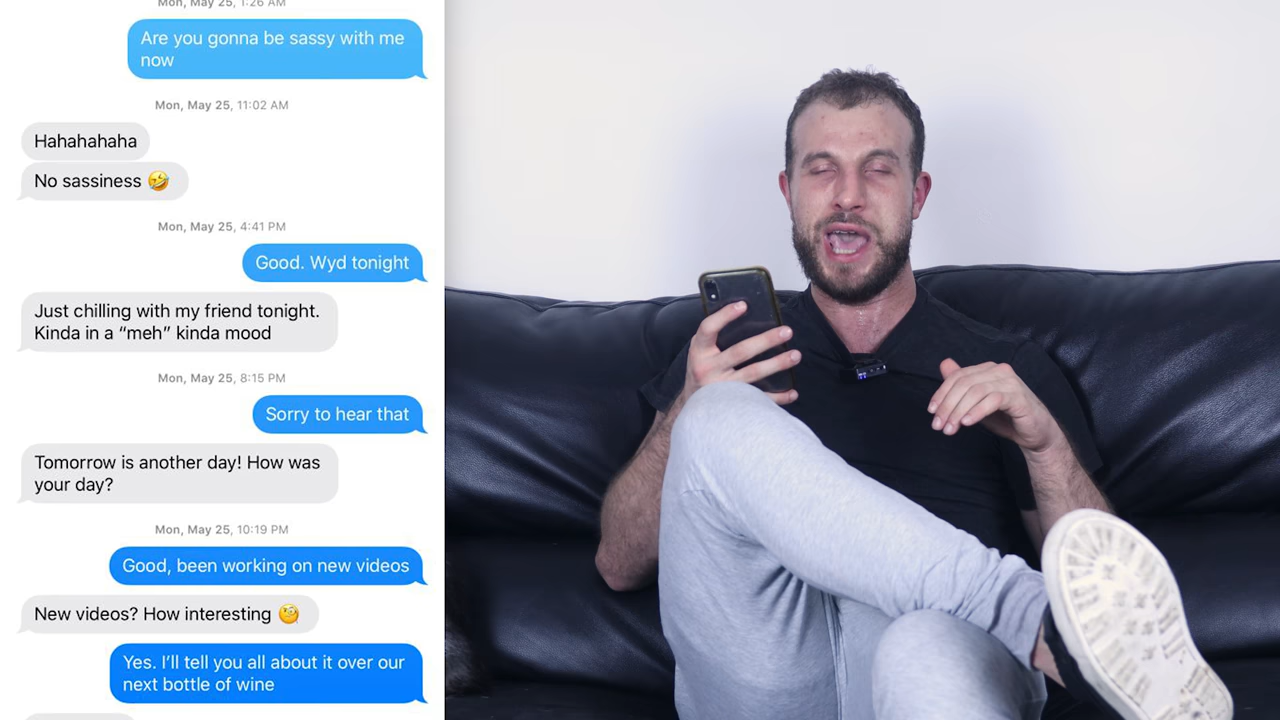 Mon, May 25, 1:26 AM
Are you gonna be sassy with me
now
Mon, May 25, 11:02 AM
Hahahahaha
No sassiness 🤣
Mon, May 25, 4:41 PM
Good. Wyd tonight
Just chilling with my friend tonight.
Kinda in a “meh” kinda mood
Mon, May 25, 8:15 PM
Sorry to hear that
Tomorrow is another day! How was
your day?
Mon, May 25, 10:19 PM
Good, been working on new videos
New videos? How interesting 🧐
Yes. I’ll tell you all about it over our
next bottle of wine